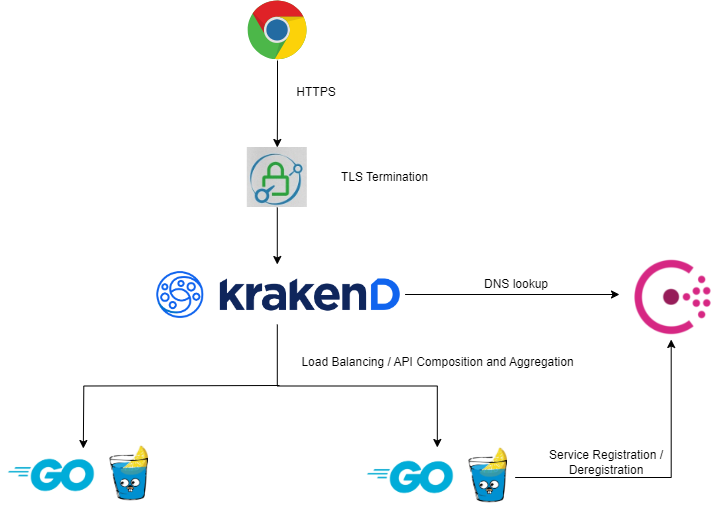 HTTPS
TLS Termination
krakenD
DNS lookup
Load Balancing / API Composition and Aggregation
GO
GO
Service Registration /
Deregistration